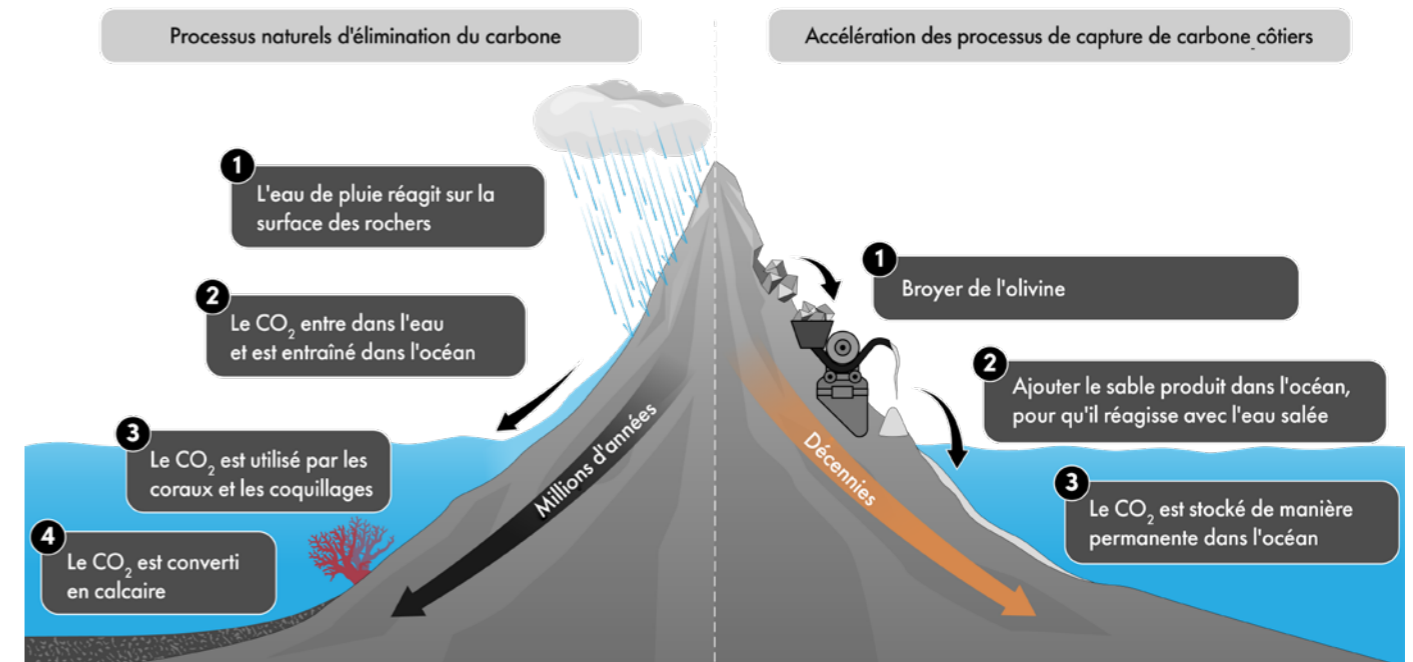 Processus naturels d'élimination du carbone
Accélération des processus de capture de carbone côtiers
1
L'eau de pluie réagit sur la
surface des rochers
2
Le CO₂ entre dans l'eau
et est entraîné dans l'océan
3
Le CO₂ est utilisé par les
coraux et les coquillages
4
Le CO₂ est converti
en calcaire
Millions d'années
Décennies
1
Broyer de l'olivine
2
Ajouter le sable produit dans l'océan,
pour qu'il réagisse avec l'eau salée
3
Le CO₂ est stocké de manière
permanente dans l'océan